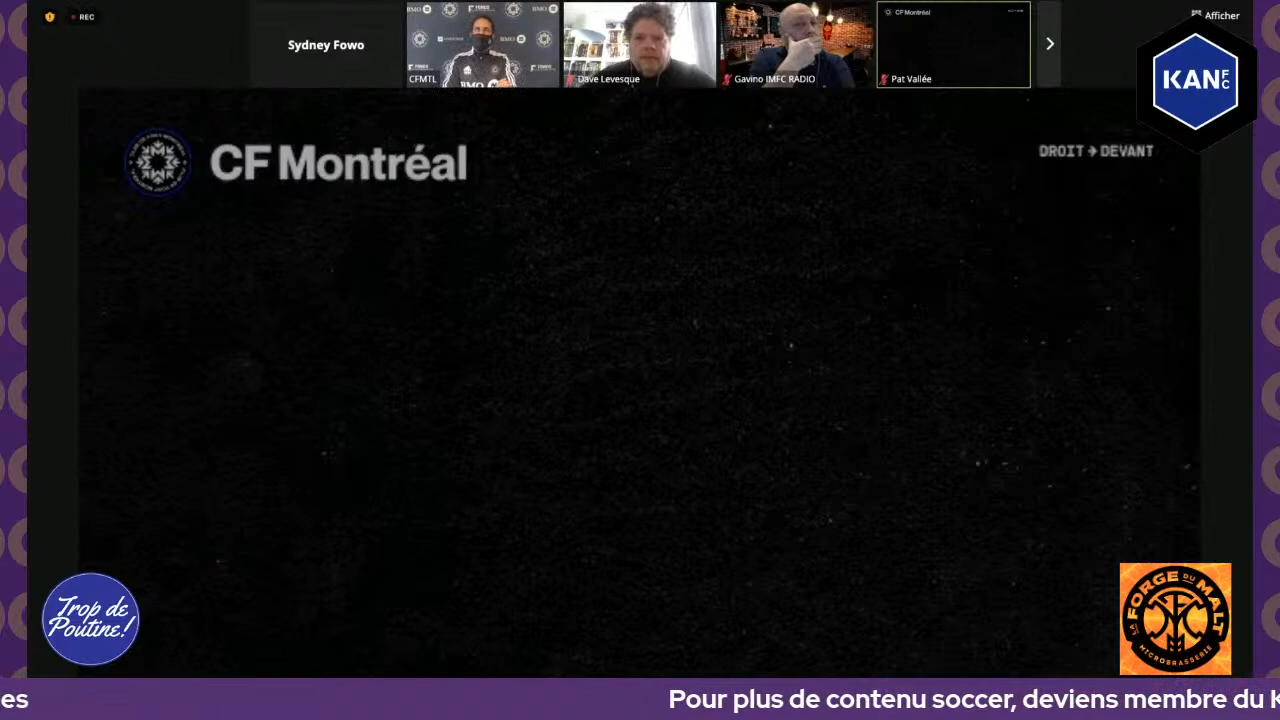 REC
Sydney Fowo
CFMTL
BMO
Dave Levesque
Gavino IMFC RADIO
CF Montréal
Pat Vallée
Afficher
KAN FC
CF Montréal
DROIT → DEVANT
Trop de
Poutine!
LA FORGE DU MALT
MICROBRASSERIE
es
Pour plus de contenu soccer, deviens membre du K